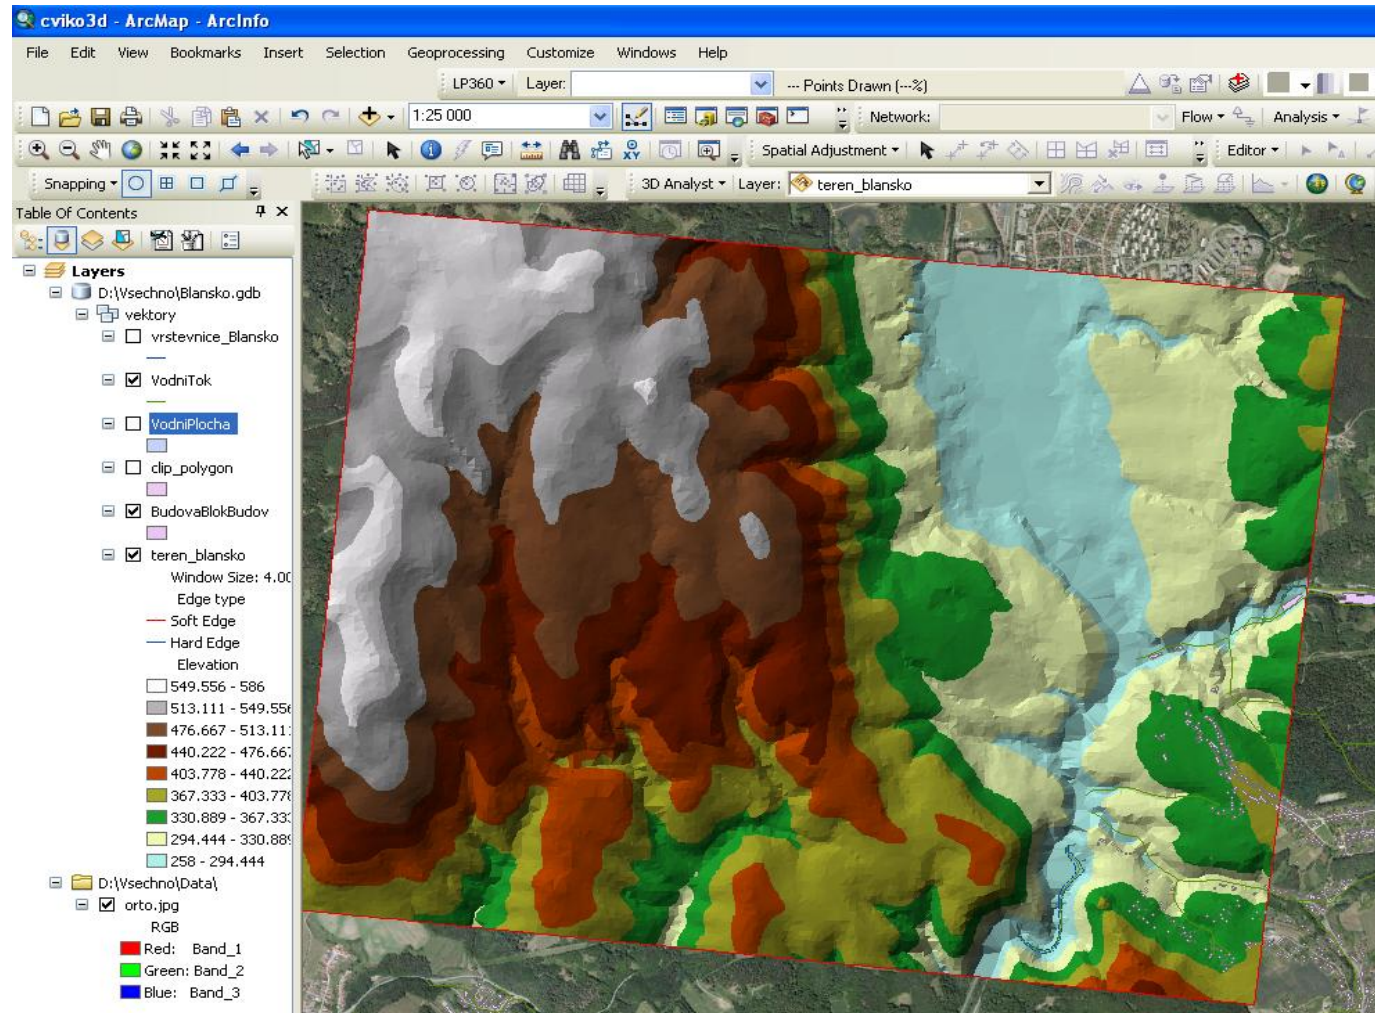 cviko3d - ArcMap - ArcInfo
File Edit View Bookmarks Insert Selection Geoprocessing Customize Windows Help
LP360 Layer: --- Points Drawn (---%)
1:25 000 Network: Flow Analysis
Spatial Adjustment Editor
Snapping 3D Analyst Layer: teren_blansko
Table Of Contents
Layers
D:\Vsechno\Blansko.gdb
vektory
vrstevnice_Blansko
VodniTok
VodniPlocha
clip_polygon
BudovaBlokBudov
teren_blansko
Window Size: 4.00
Edge type
Soft Edge
Hard Edge
Elevation
549.556 - 586
513.111 - 549.556
476.667 - 513.111
440.222 - 476.667
403.778 - 440.222
367.333 - 403.778
330.889 - 367.333
294.444 - 330.889
258 - 294.444
D:\Vsechno\Data\
orto.jpg
RGB
Red: Band_1
Green: Band_2
Blue: Band_3